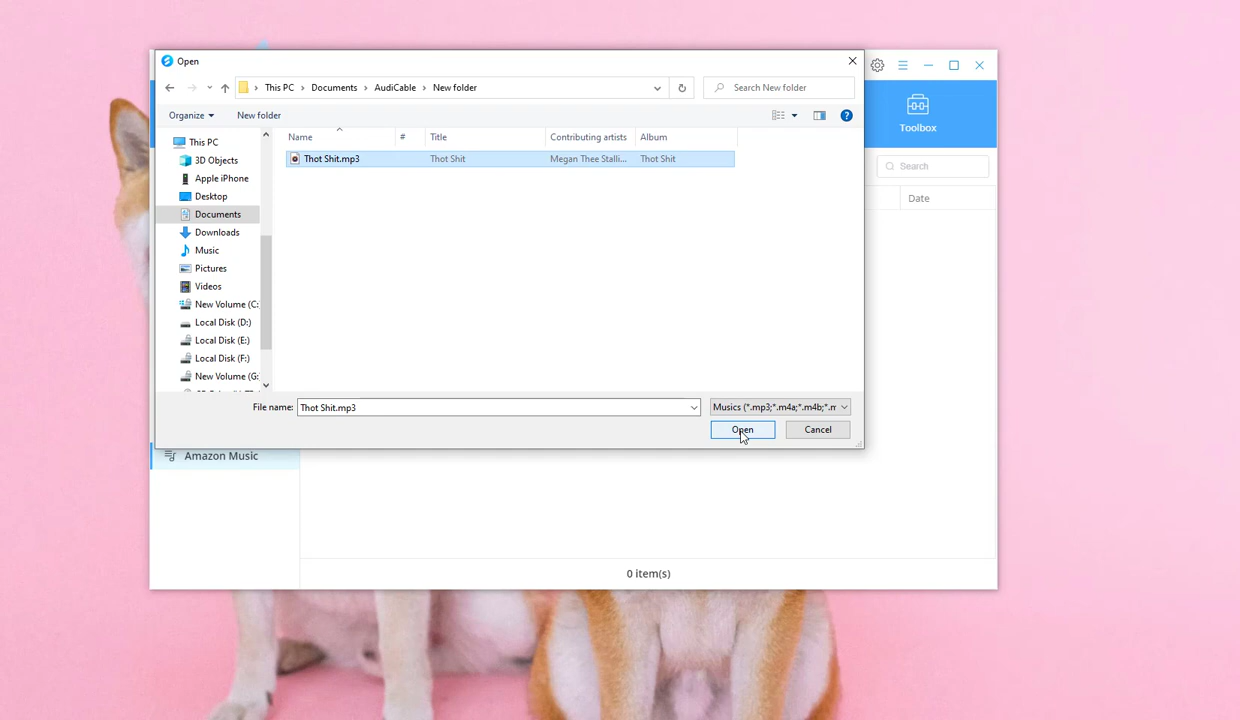 Open
This PC > Documents > AudiCable > New folder
Search New folder
Organize
New folder
Toolbox
Search
Date
Name
#
Title
Contributing artists
Album
Thot Shit.mp3
Thot Shit
Megan Thee Stalli...
Thot Shit
This PC
3D Objects
Apple iPhone
Desktop
Documents
Downloads
Music
Pictures
Videos
New Volume (C:
Local Disk (D:)
Local Disk (E:)
Local Disk (F:)
New Volume (G:
File name:
Thot Shit.mp3
Musics (*.mp3;*.m4a;*.m4b;*.m
Open
Cancel
Amazon Music
0 item(s)